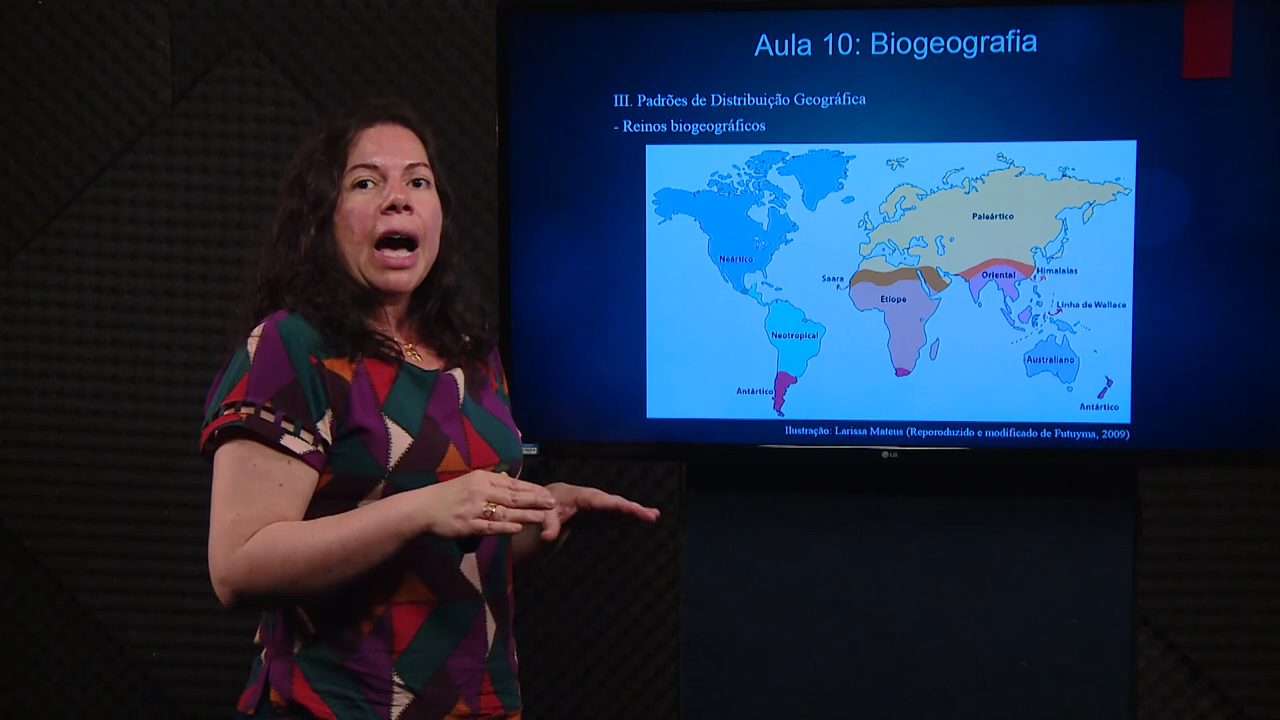 Aula 10: Biogeografia
III. Padrões de Distribuição Geográfica
- Reinos biogeográficos
Paleártico
Neártico
Saara
Oriental
Himalaias
Etíope
Linha de Wallace
Neotropical
Australiano
Antártico
Antártico
Ilustração: Larissa Mateus (Reporoduzido e modificado de Futuyma, 2009)
LG